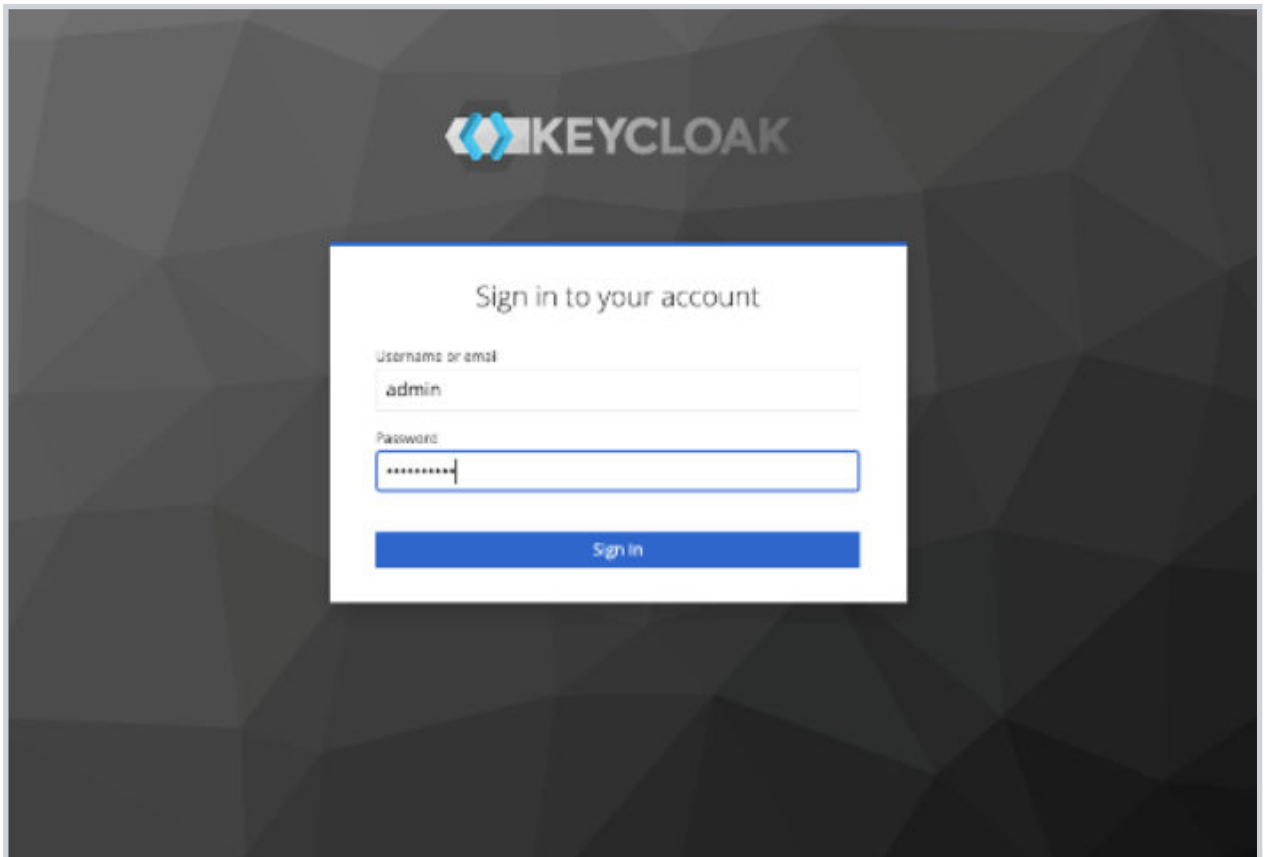 KEYCLOAK
Sign in to your account
Username or email
admin
Password
••••••••••
Sign In